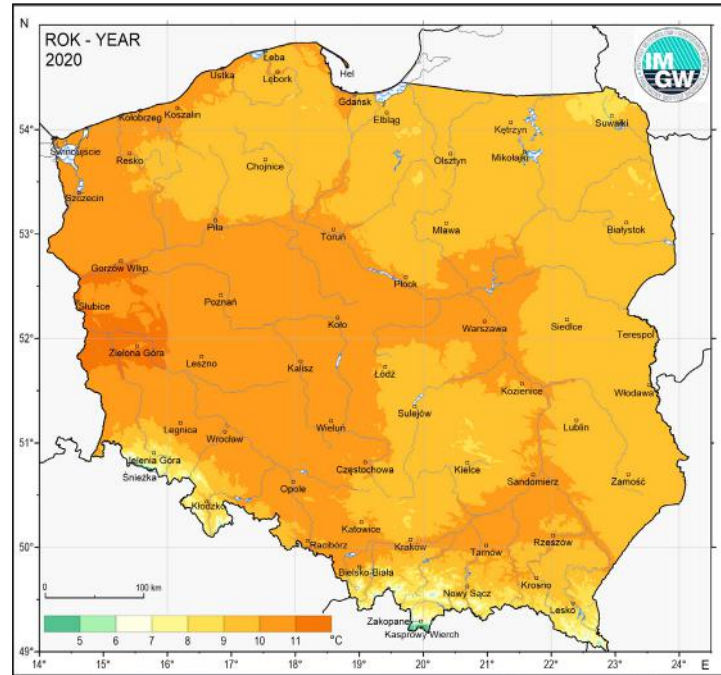 N
ROK - YEAR
2020
IM
GW
Łeba
Ustka
Lębork
Hel
Gdańsk
Elbląg
Kołobrzeg
Koszalin
Kętrzyn
Suwałki
54°
Świnoujście
Resko
Chojnice
Olsztyn
Mikołajki
Szczecin
Piła
Toruń
Mława
Białystok
53°
Gorzów Wlkp.
Płock
Słubice
Poznań
Koło
Warszawa
Siedlce
Terespol
52°
Zielona Góra
Leszno
Kalisz
Łódź
Sulejów
Kozienice
Włodawa
Legnica
Wrocław
Wieluń
Lublin
51°
Jelenia Góra
Śnieżka
Częstochowa
Kielce
Sandomierz
Zamość
Kłodzko
Opole
Katowice
50°
Racibórz
Kraków
Tarnów
Rzeszów
Bielsko-Biała
Nowy Sącz
Krosno
Lesko
0 100 km
Zakopane
Kasprowy Wierch
5 6 7 8 9 10 11 °C
49°
14° 15° 16° 17° 18° 19° 20° 21° 22° 23° 24° E